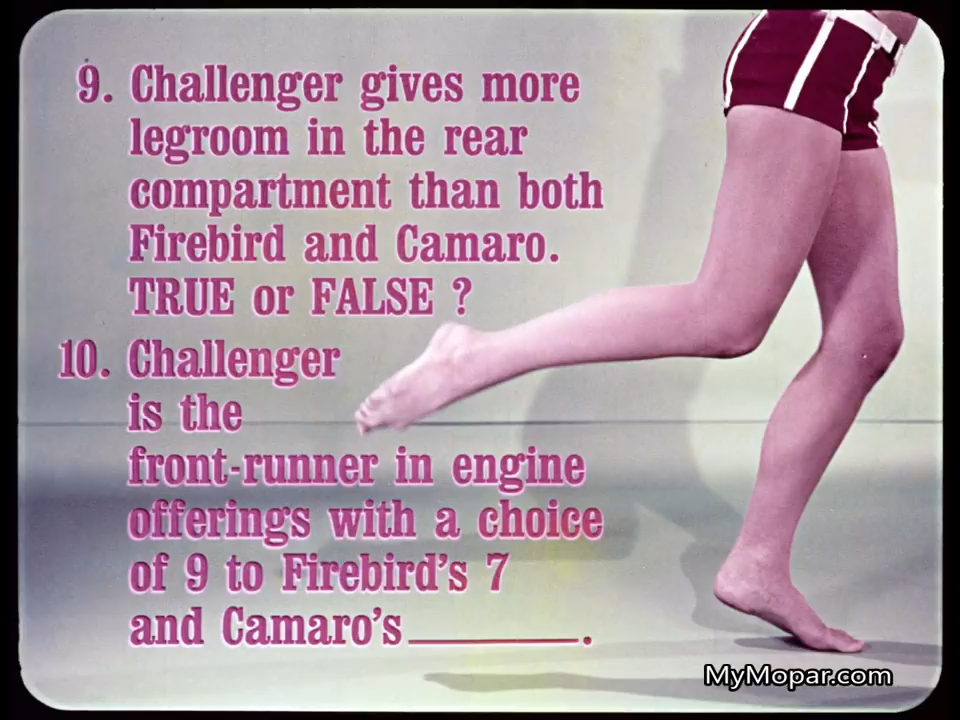 9. Challenger gives more
legroom in the rear
compartment than both
Firebird and Camaro.
TRUE or FALSE ?
10. Challenger
is the
front-runner in engine
offerings with a choice
of 9 to Firebird's 7
and Camaro's ________.
MyMopar.com